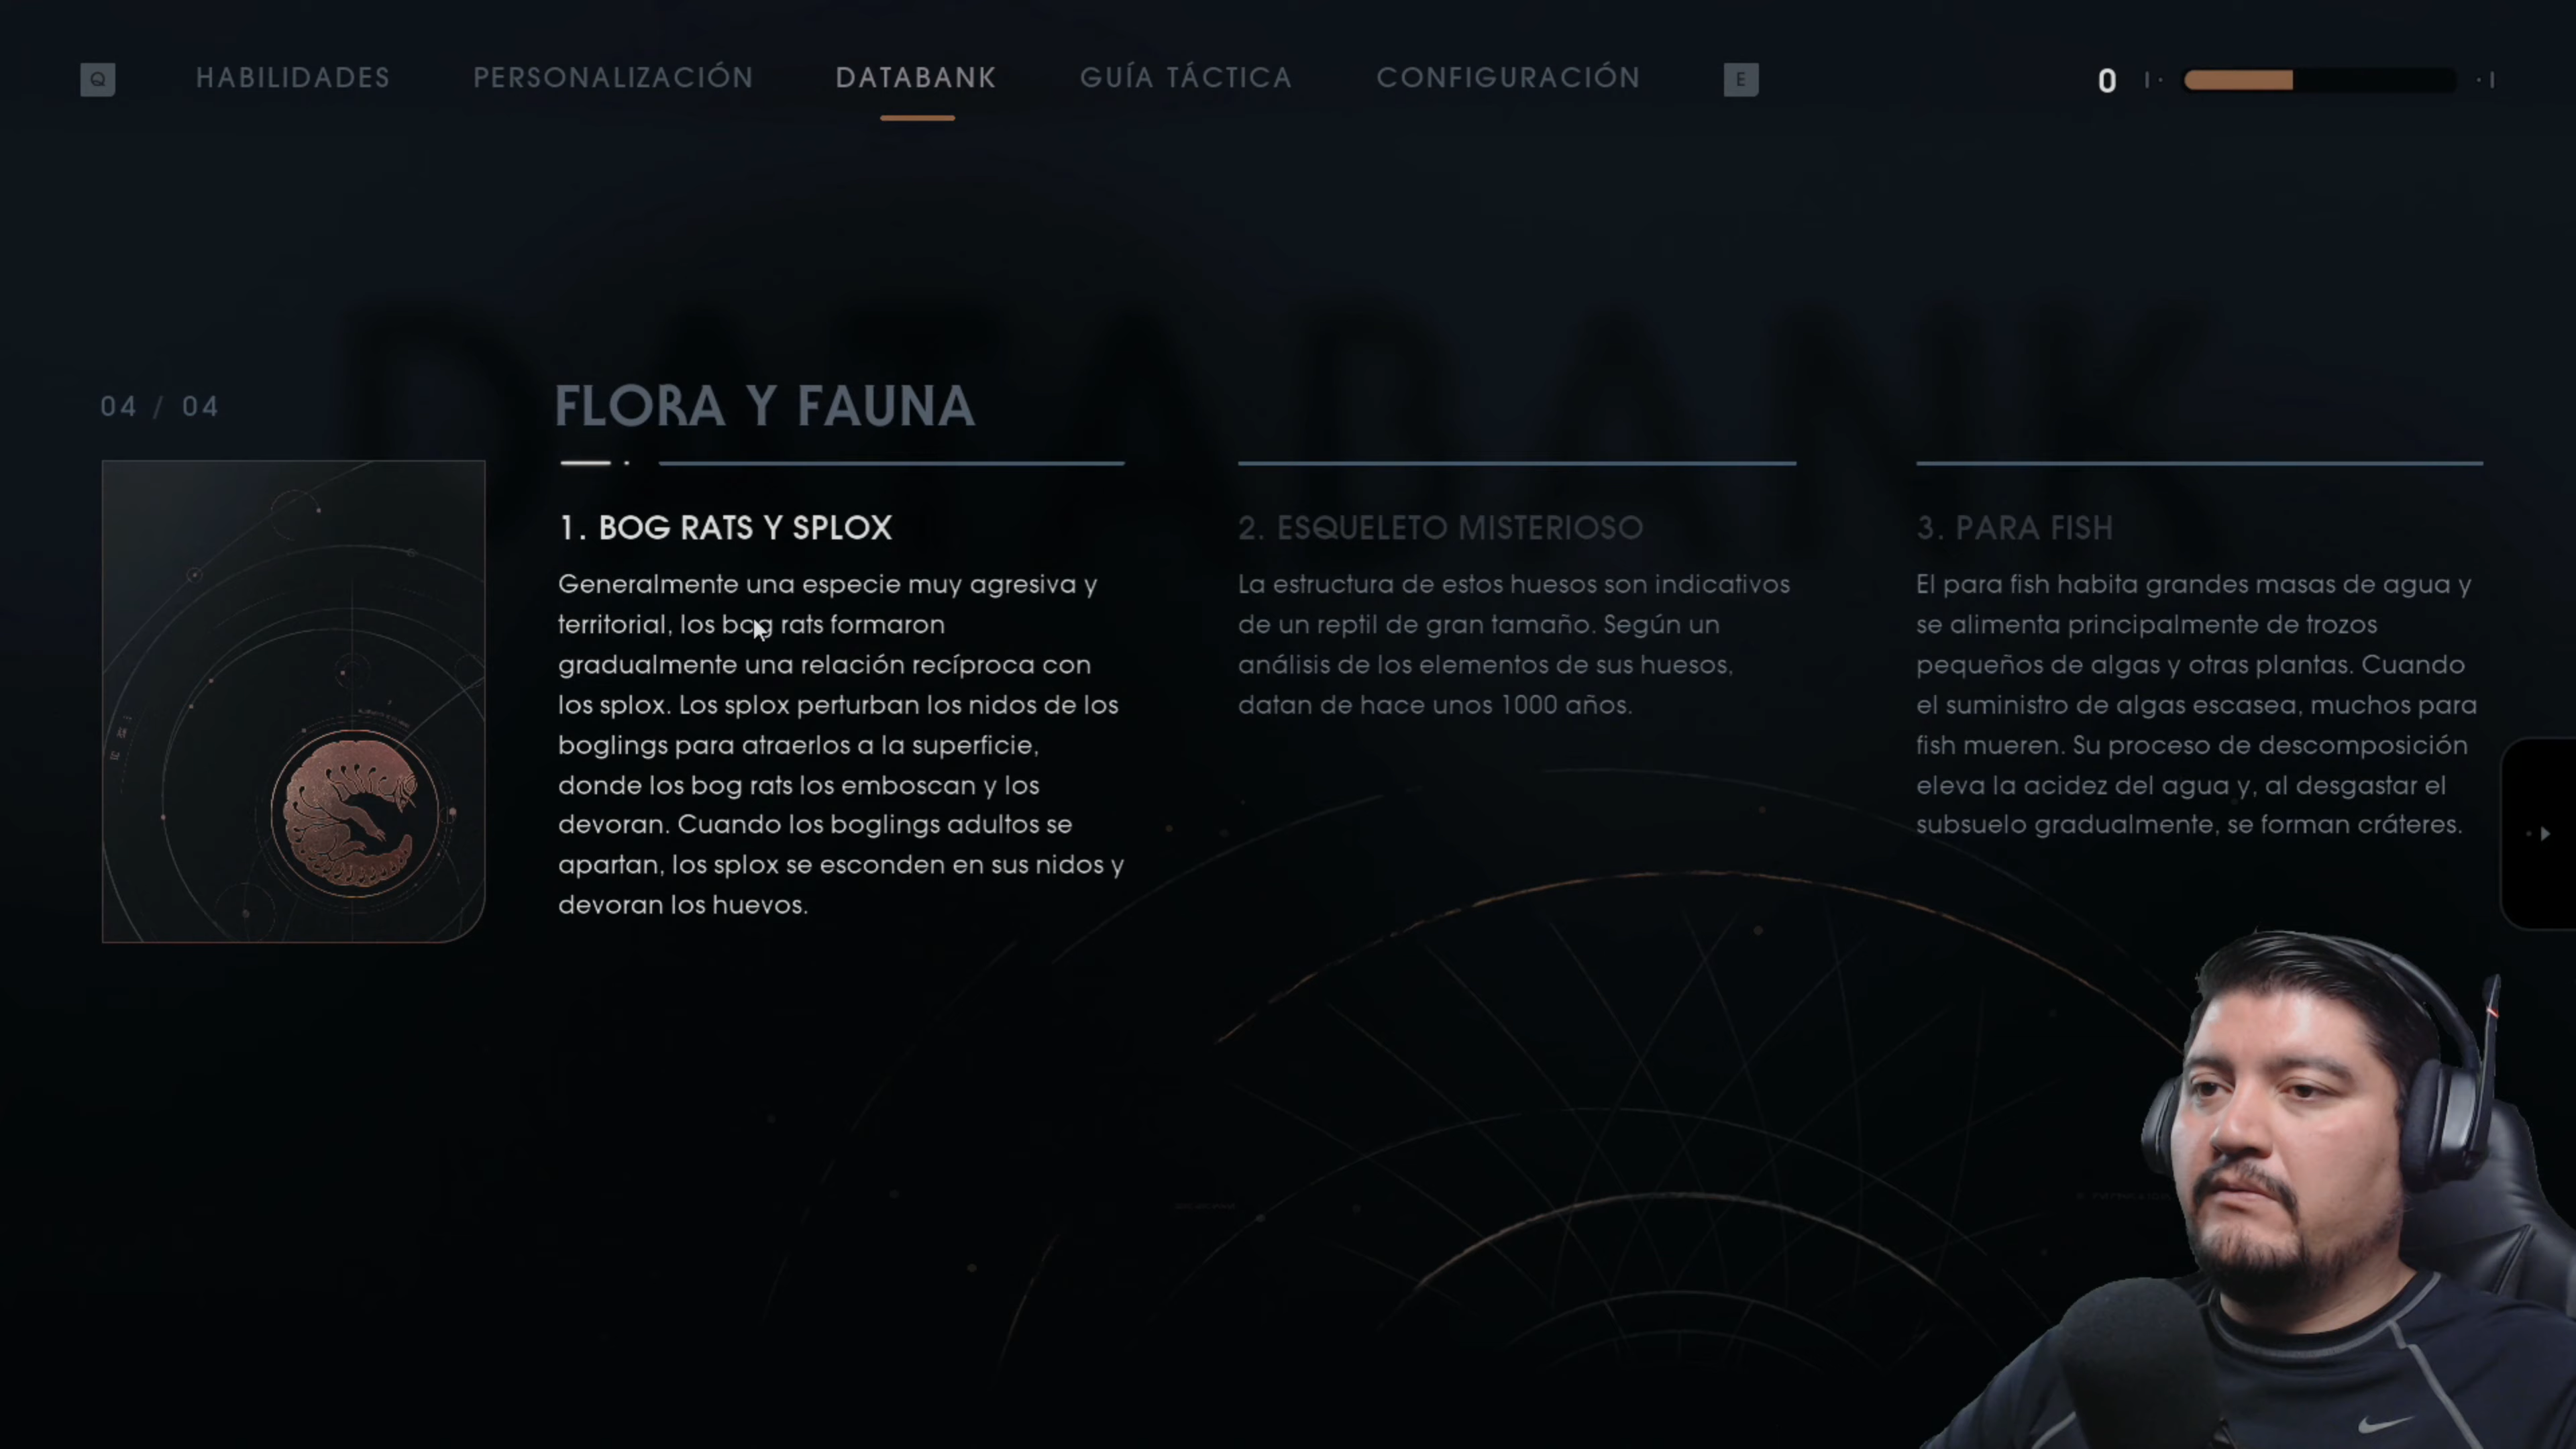 Q HABILIDADES PERSONALIZACIÓN DATABANK GUÍA TÁCTICA CONFIGURACIÓN E 0
04 / 04
FLORA Y FAUNA
1. BOG RATS Y SPLOX
Generalmente una especie muy agresiva y
territorial, los bog rats formaron
gradualmente una relación recíproca con
los splox. Los splox perturban los nidos de los
boglings para atraerlos a la superficie,
donde los bog rats los emboscan y los
devoran. Cuando los boglings adultos se
apartan, los splox se esconden en sus nidos y
devoran los huevos.
2. ESQUELETO MISTERIOSO
La estructura de estos huesos son indicativos
de un reptil de gran tamaño. Según un
análisis de los elementos de sus huesos,
datan de hace unos 1000 años.
3. PARA FISH
El para fish habita grandes masas de agua y
se alimenta principalmente de trozos
pequeños de algas y otras plantas. Cuando
el suministro de algas escasea, muchos para
fish mueren. Su proceso de descomposición
eleva la acidez del agua y, al desgastar el
subsuelo gradualmente, se forman cráteres.
DATABANK